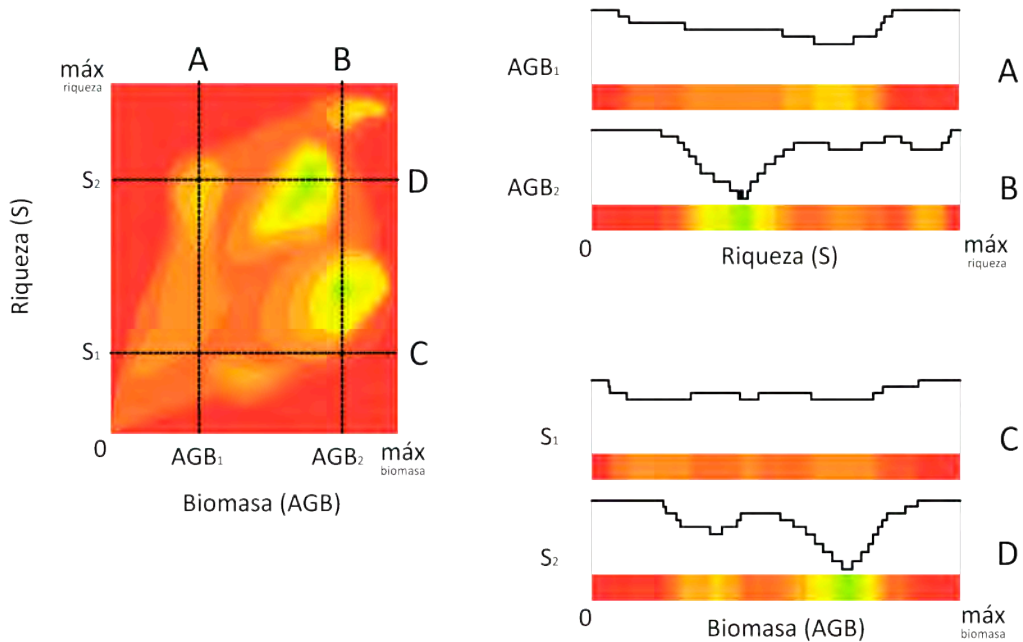 A
B
máx
riqueza
S2
D
Riqueza (S)
S1
C
0
AGB1
AGB2
máx
biomasa
Biomasa (AGB)
AGB1
A
AGB2
B
0
Riqueza (S)
máx
riqueza
S1
C
S2
D
0
Biomasa (AGB)
máx
biomasa